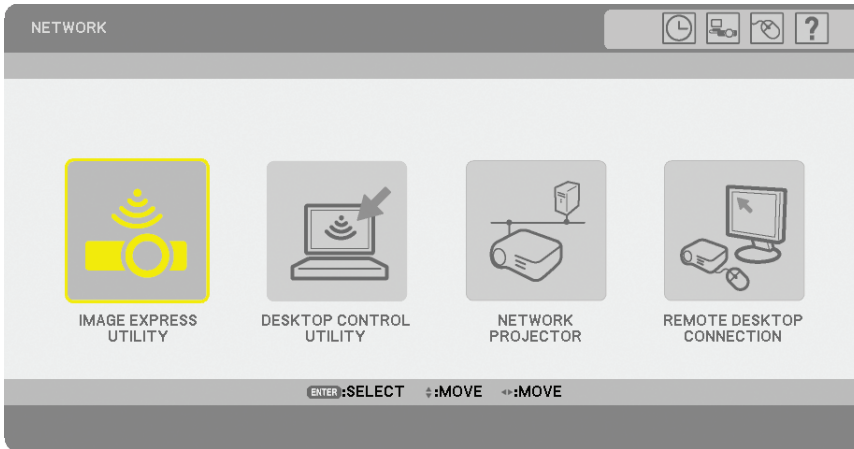 NETWORK
?
IMAGE EXPRESS
UTILITY
DESKTOP CONTROL
UTILITY
NETWORK
PROJECTOR
REMOTE DESKTOP
CONNECTION
ENTER:SELECT :MOVE :MOVE